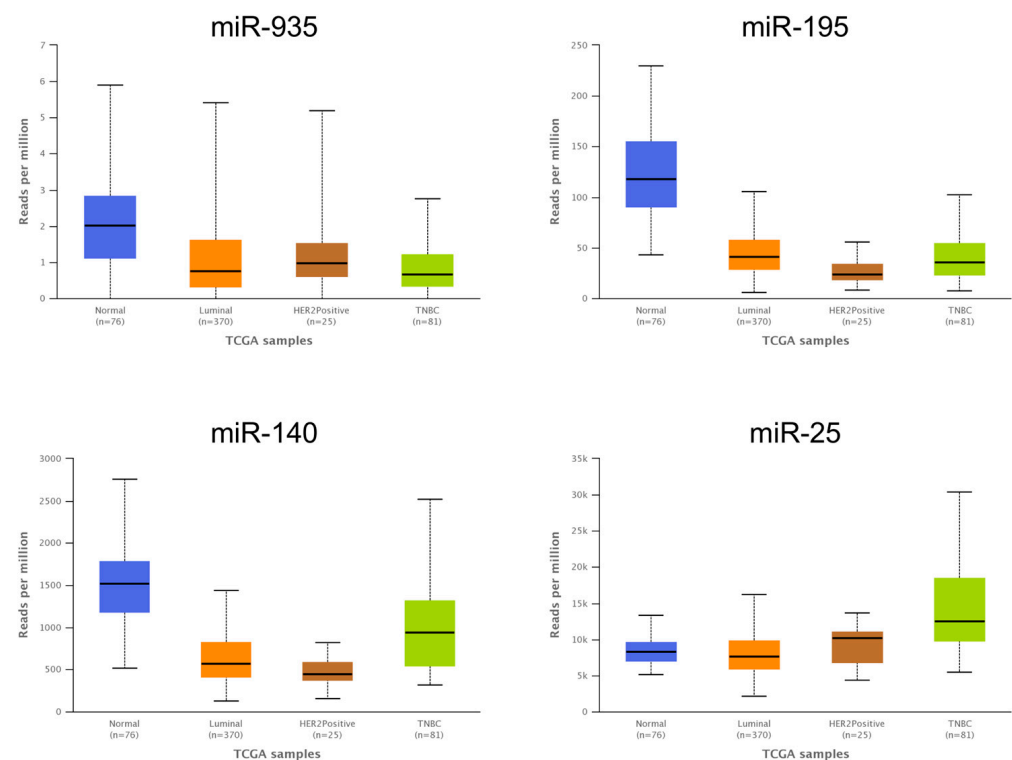 miR-935
7
6
5
4
3
2
1
0
Reads per million
Normal
(n=76)
Luminal
(n=370)
HER2Positive
(n=25)
TNBC
(n=81)
TCGA samples
miR-195
250
200
150
100
50
0
Reads per million
Normal
(n=76)
Luminal
(n=370)
HER2Positive
(n=25)
TNBC
(n=81)
TCGA samples
miR-140
3000
2500
2000
1500
1000
500
0
Reads per million
Normal
(n=76)
Luminal
(n=370)
HER2Positive
(n=25)
TNBC
(n=81)
TCGA samples
miR-25
35k
30k
25k
20k
15k
10k
5k
0
Reads per million
Normal
(n=76)
Luminal
(n=370)
HER2Positive
(n=25)
TNBC
(n=81)
TCGA samples